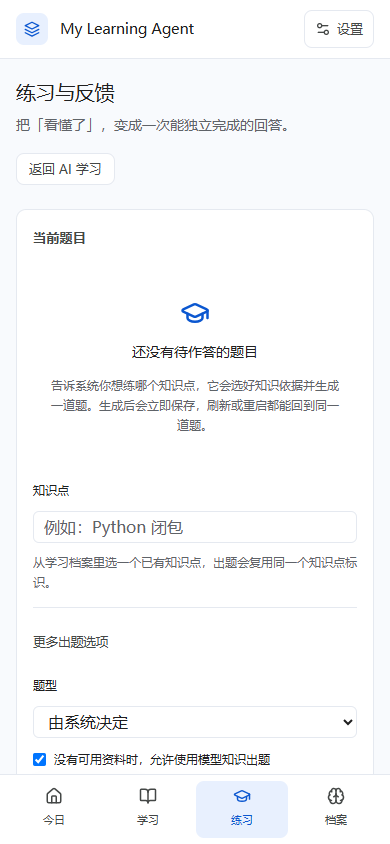 My Learning Agent
设置
练习与反馈
把「看懂了」，变成一次能独立完成的回答。
返回 AI 学习
当前题目
还没有待作答的题目
告诉系统你想练哪个知识点，它会选好知识依据并生成
一道题。生成后会立即保存，刷新或重启都能回到同一
道题。
知识点
例如：Python 闭包
从学习档案里选一个已有知识点，出题会复用同一个知识点标
识。
更多出题选项
题型
由系统决定
没有可用资料时，允许使用模型知识出题
今日
学习
练习
档案